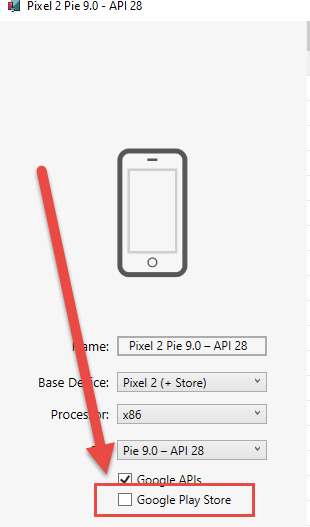 Pixel 2 Pie 9.0 - API 28
Name: Pixel 2 Pie 9.0 – API 28
Base Device: Pixel 2 (+ Store)
Processor: x86
Pie 9.0 – API 28
Google APIs
Google Play Store